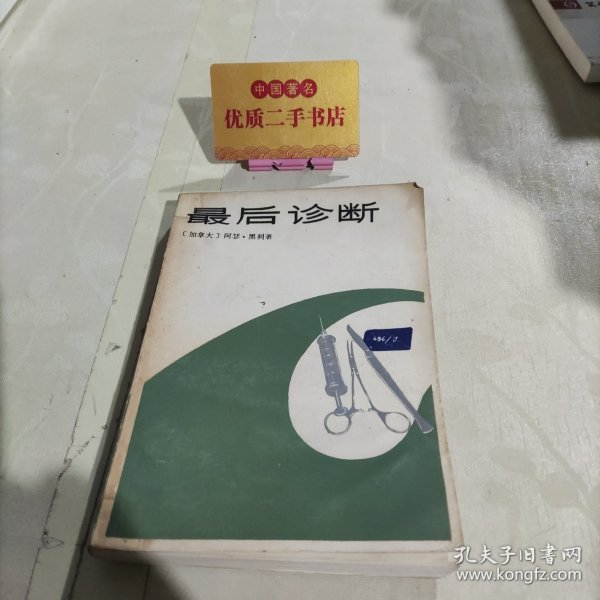 中国著名
优质二手书店
最后诊断
〔加拿大〕阿瑟·黑利著
孔夫子旧书网
www.kongfz.com